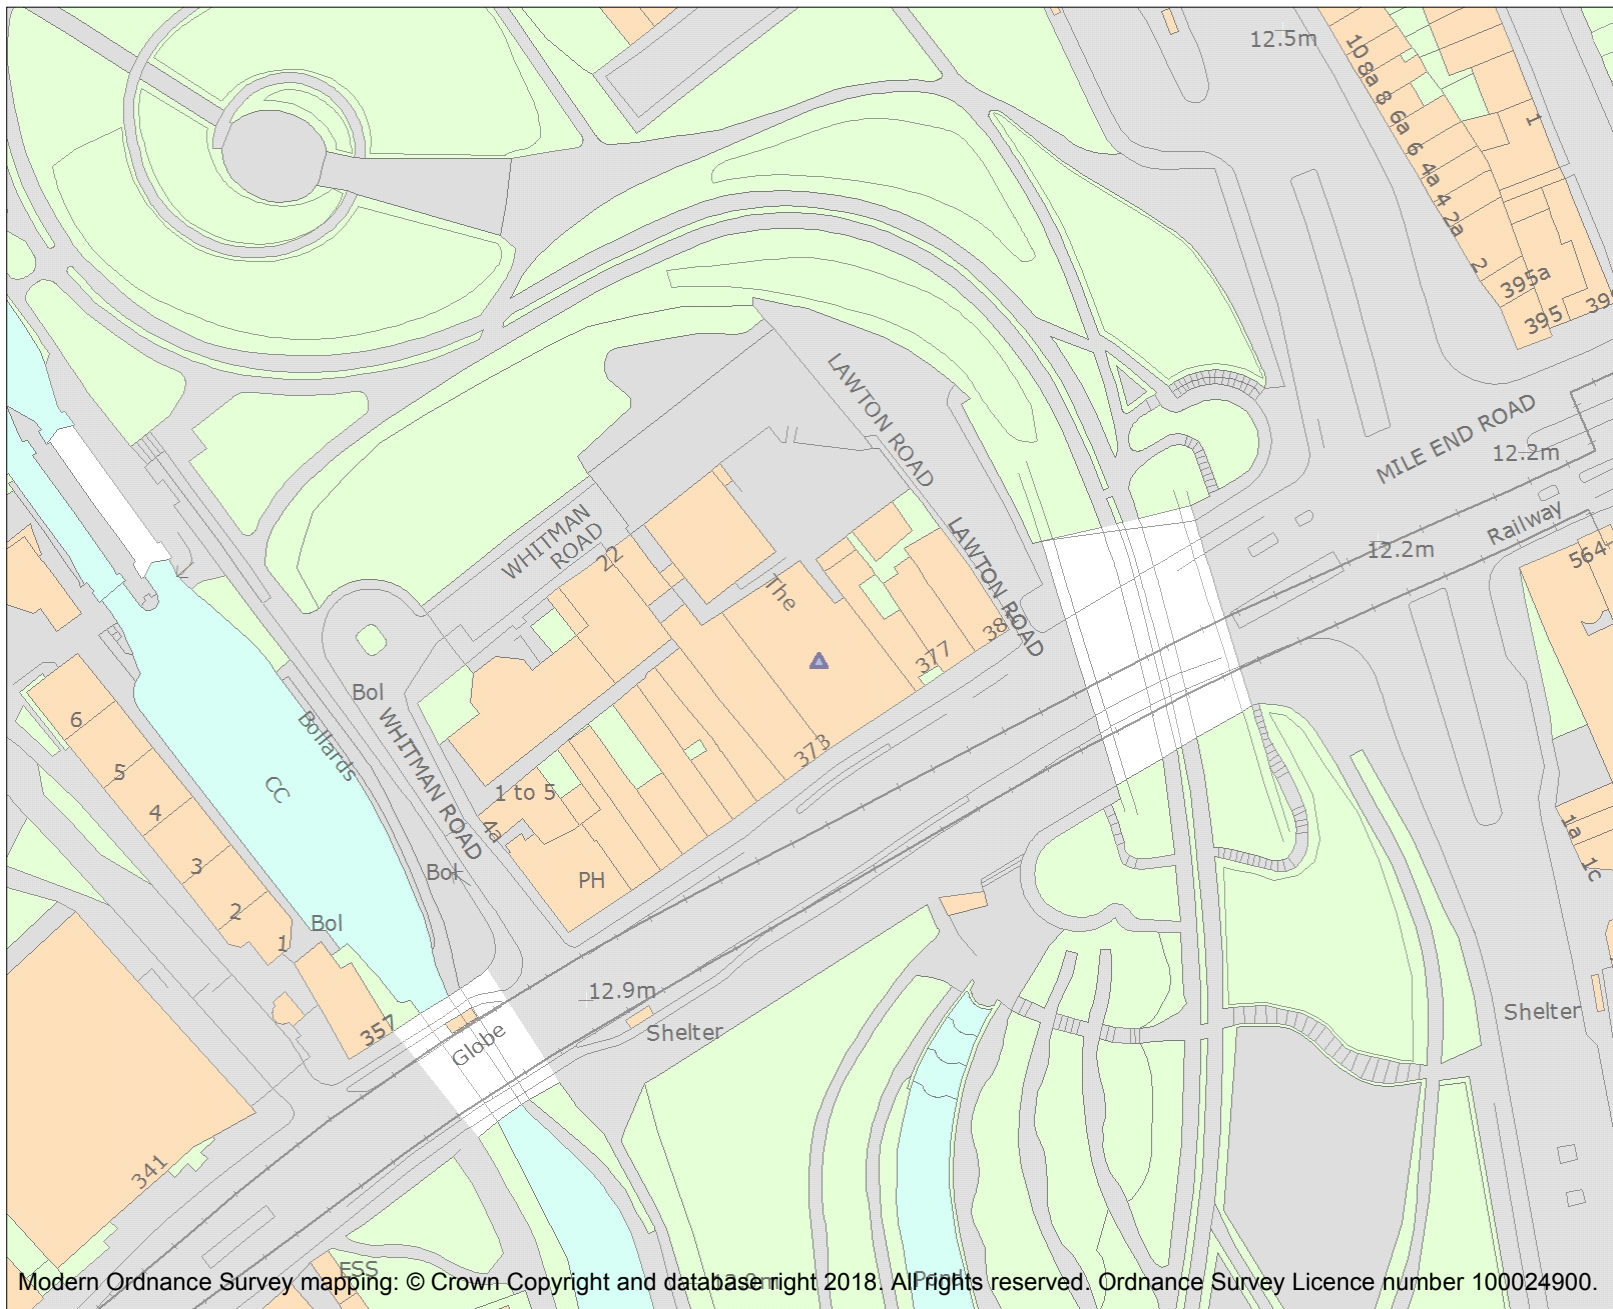 12.5m
10
8a
8
6a
6
4a
4
2a
2
1
395a
395
LAWTON ROAD
MILE END ROAD
12.2m
12.2m
Railway
WHITMAN
ROAD
22
The
LAWTON ROAD
38
377
373
Bol
Bollards
WHITMAN ROAD
CC
6
5
4
3
2
1
1 to 5
4a
PH
Bol
Bol
357
Globe
12.9m
Shelter
341
ESS
564
1a
1c
Shelter
Pond
Modern Ordnance Survey mapping: © Crown Copyright and database right 2018. All rights reserved. Ordnance Survey Licence number 100024900.